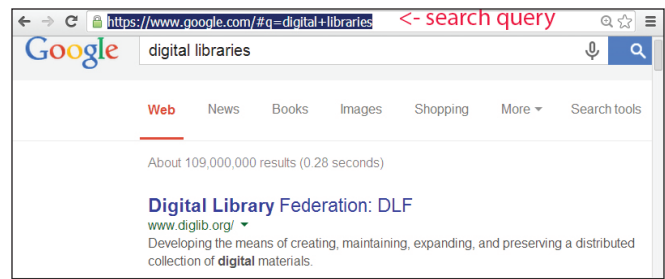 https://www.google.com/#q=digital+libraries <- search query
Google digital libraries
Web News Books Images Shopping More Search tools
About 109,000,000 results (0.28 seconds)
Digital Library Federation: DLF
www.diglib.org/
Developing the means of creating, maintaining, expanding, and preserving a distributed
collection of digital materials.